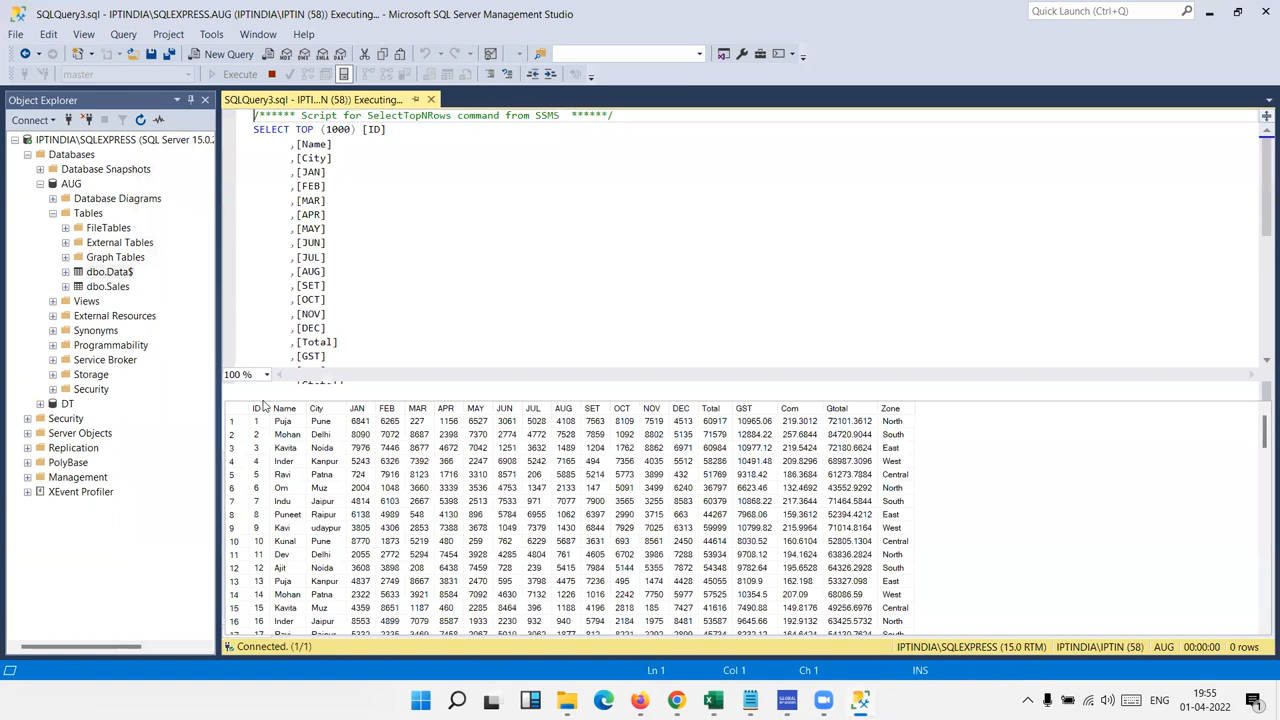 SQLQuery3.sql - IPTINDIA\SQLEXPRESS.AUG (IPTINDIA\IPTIN (58)) Executing... - Microsoft SQL Server Management Studio
Quick Launch (Ctrl+Q)
File Edit View Query Project Tools Window Help
New Query
master
Execute
Object Explorer
SQLQuery3.sql - IPTI...N (58)) Executing...
Connect
/****** Script for SelectTopNRows command from SSMS ******/
SELECT TOP (1000) [ID]
,[Name]
,[City]
,[JAN]
,[FEB]
,[MAR]
,[APR]
,[MAY]
,[JUN]
,[JUL]
,[AUG]
,[SET]
,[OCT]
,[NOV]
,[DEC]
,[Total]
,[GST]
IPTINDIA\SQLEXPRESS (SQL Server 15.0.2
Databases
Database Snapshots
AUG
Database Diagrams
Tables
FileTables
External Tables
Graph Tables
dbo.Data$
dbo.Sales
Views
External Resources
Synonyms
Programmability
Service Broker
Storage
Security
DT
Security
Server Objects
Replication
PolyBase
Management
XEvent Profiler
100 %
ID Name City JAN FEB MAR APR MAY JUN JUL AUG SET OCT NOV DEC Total GST Com Gtotal Zone
1 1 Puja Pune 6841 6265 227 1156 6527 3061 5028 4108 7563 8109 7519 4513 60917 10965.06 219.3012 72101.3612 North
2 2 Mohan Delhi 8090 7072 8687 2398 7370 2774 4772 7528 7859 1092 8802 5135 71579 12884.22 257.6844 84720.9044 South
3 3 Kavita Noida 7976 7446 8677 4672 7042 1251 3632 1489 1204 1762 8862 6971 60984 10977.12 219.5424 72180.6624 East
4 4 Inder Kanpur 5243 6326 7392 366 2247 6908 5242 7165 494 7356 4035 5512 58286 10491.48 209.8296 68987.3096 West
5 5 Ravi Patna 724 7916 8123 1716 3310 8571 206 5885 5214 5773 3899 432 51769 9318.42 186.3684 61273.7884 Central
6 6 Om Muz 2004 1048 3660 3339 3536 4753 1347 2133 147 5091 3499 6240 36797 6623.46 132.4692 43552.9292 North
7 7 Indu Jaipur 4814 6103 2667 5398 2513 7533 971 7077 7900 3565 3255 8583 60379 10868.22 217.3644 71464.5844 South
8 8 Puneet Raipur 6138 4989 548 4130 896 5784 6955 1062 6397 2990 3715 663 44267 7968.06 159.3612 52394.4212 East
9 9 Kavi udaypur 3805 4306 2853 7388 3678 1049 7379 1430 6844 7929 7025 6313 59999 10799.82 215.9964 71014.8164 West
10 10 Kunal Pune 8770 1873 5219 480 259 762 6229 5687 3631 693 8561 2450 44614 8030.52 160.6104 52805.1304 Central
11 11 Dev Delhi 2055 2772 5294 7454 3928 4285 4804 761 4605 6702 3986 7288 53934 9708.12 194.1624 63836.2824 North
12 12 Ajit Noida 3608 3898 208 6438 7459 728 239 5415 7984 5144 5355 7872 54348 9782.64 195.6528 64326.2928 South
13 13 Puja Kanpur 4837 2749 8667 3831 2470 595 3798 4475 7236 495 1474 4428 45055 8109.9 162.198 53327.098 East
14 14 Mohan Patna 2322 5633 3921 8584 7092 4630 7132 1226 1016 2242 7750 5977 57525 10354.5 207.09 68086.59 West
15 15 Kavita Muz 4359 8651 1187 460 2285 8464 396 1188 4196 2818 185 7427 41616 7490.88 149.8176 49256.6976 Central
16 16 Inder Jaipur 8553 4899 7079 8587 1933 2230 932 940 5794 2184 1975 8481 53587 9645.66 192.9132 63425.5732 North
Connected. (1/1)
IPTINDIA\SQLEXPRESS (15.0 RTM) IPTINDIA\IPTIN (58) AUG 00:00:00 0 rows
Ln 1 Col 1 Ch 1 INS
ENG
19:55
01-04-2022